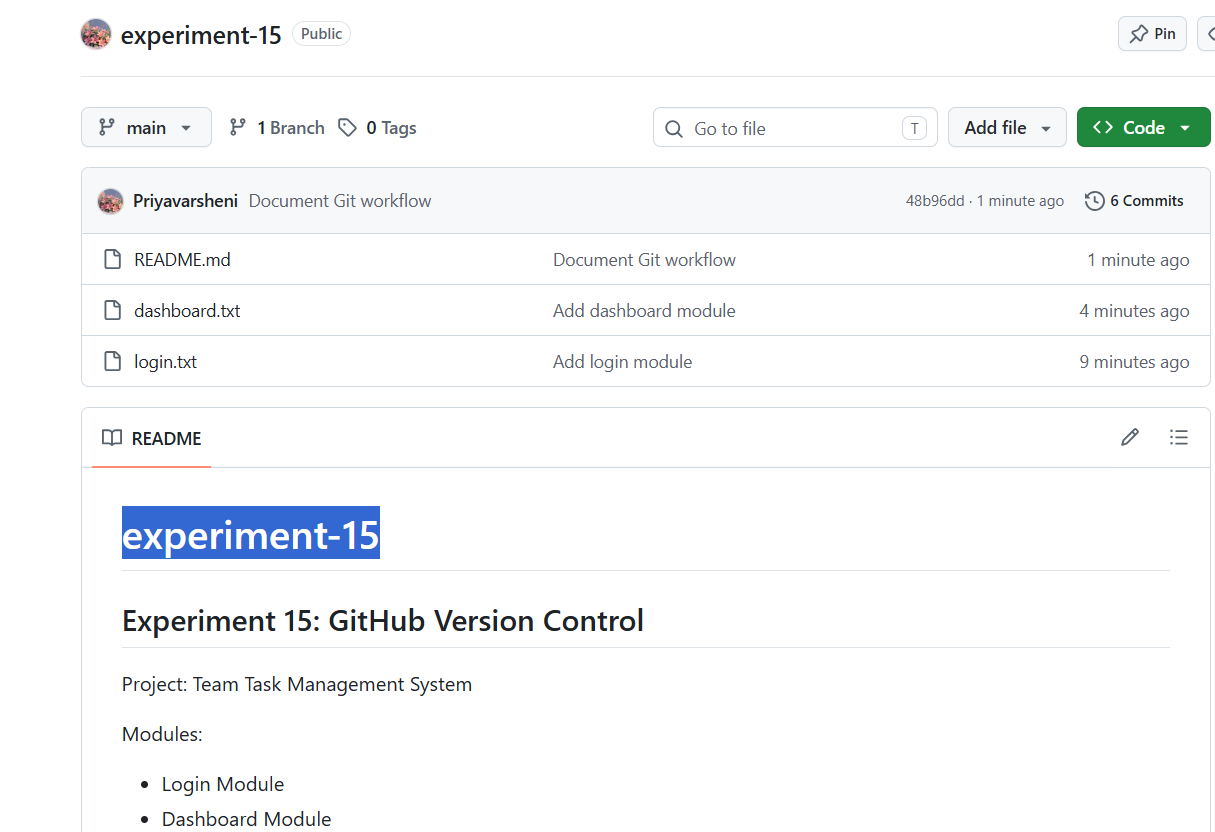 experiment-15 Public Pin
main 1 Branch 0 Tags Go to file T Add file Code
Priyavarsheni Document Git workflow 48b96dd · 1 minute ago 6 Commits
README.md Document Git workflow 1 minute ago
dashboard.txt Add dashboard module 4 minutes ago
login.txt Add login module 9 minutes ago
README
experiment-15
Experiment 15: GitHub Version Control
Project: Team Task Management System
Modules:
• Login Module
• Dashboard Module